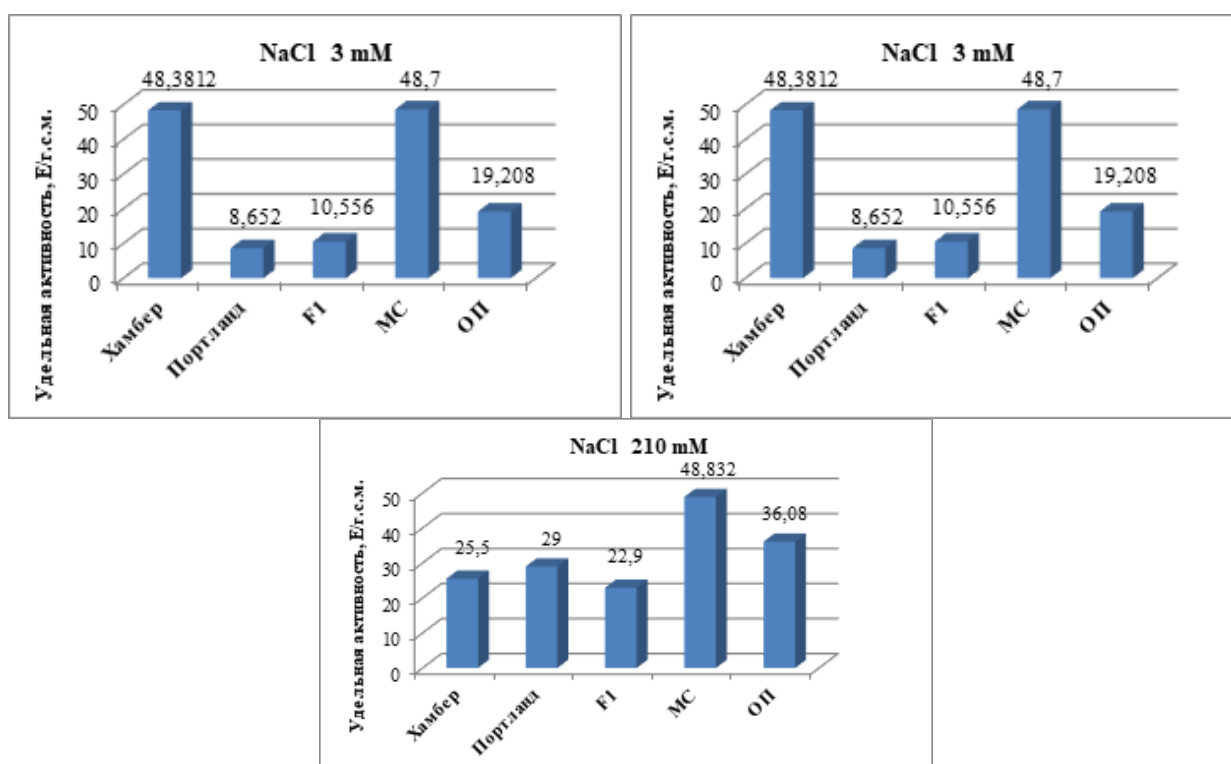 NaCl 3 mM
Удельная активность, Е/г.с.м.
48,3812
8,652
10,556
48,7
19,208
50
40
30
20
10
0
Хамбер
Портланд
F1
МС
ОП
NaCl 3 mM
Удельная активность, Е/г.с.м.
48,3812
8,652
10,556
48,7
19,208
50
40
30
20
10
0
Хамбер
Портланд
F1
МС
ОП
NaCl 210 mM
Удельная активность, Е/г.с.м.
25,5
29
22,9
48,832
36,08
50
40
30
20
10
0
Хамбер
Портланд
F1
МС
ОП